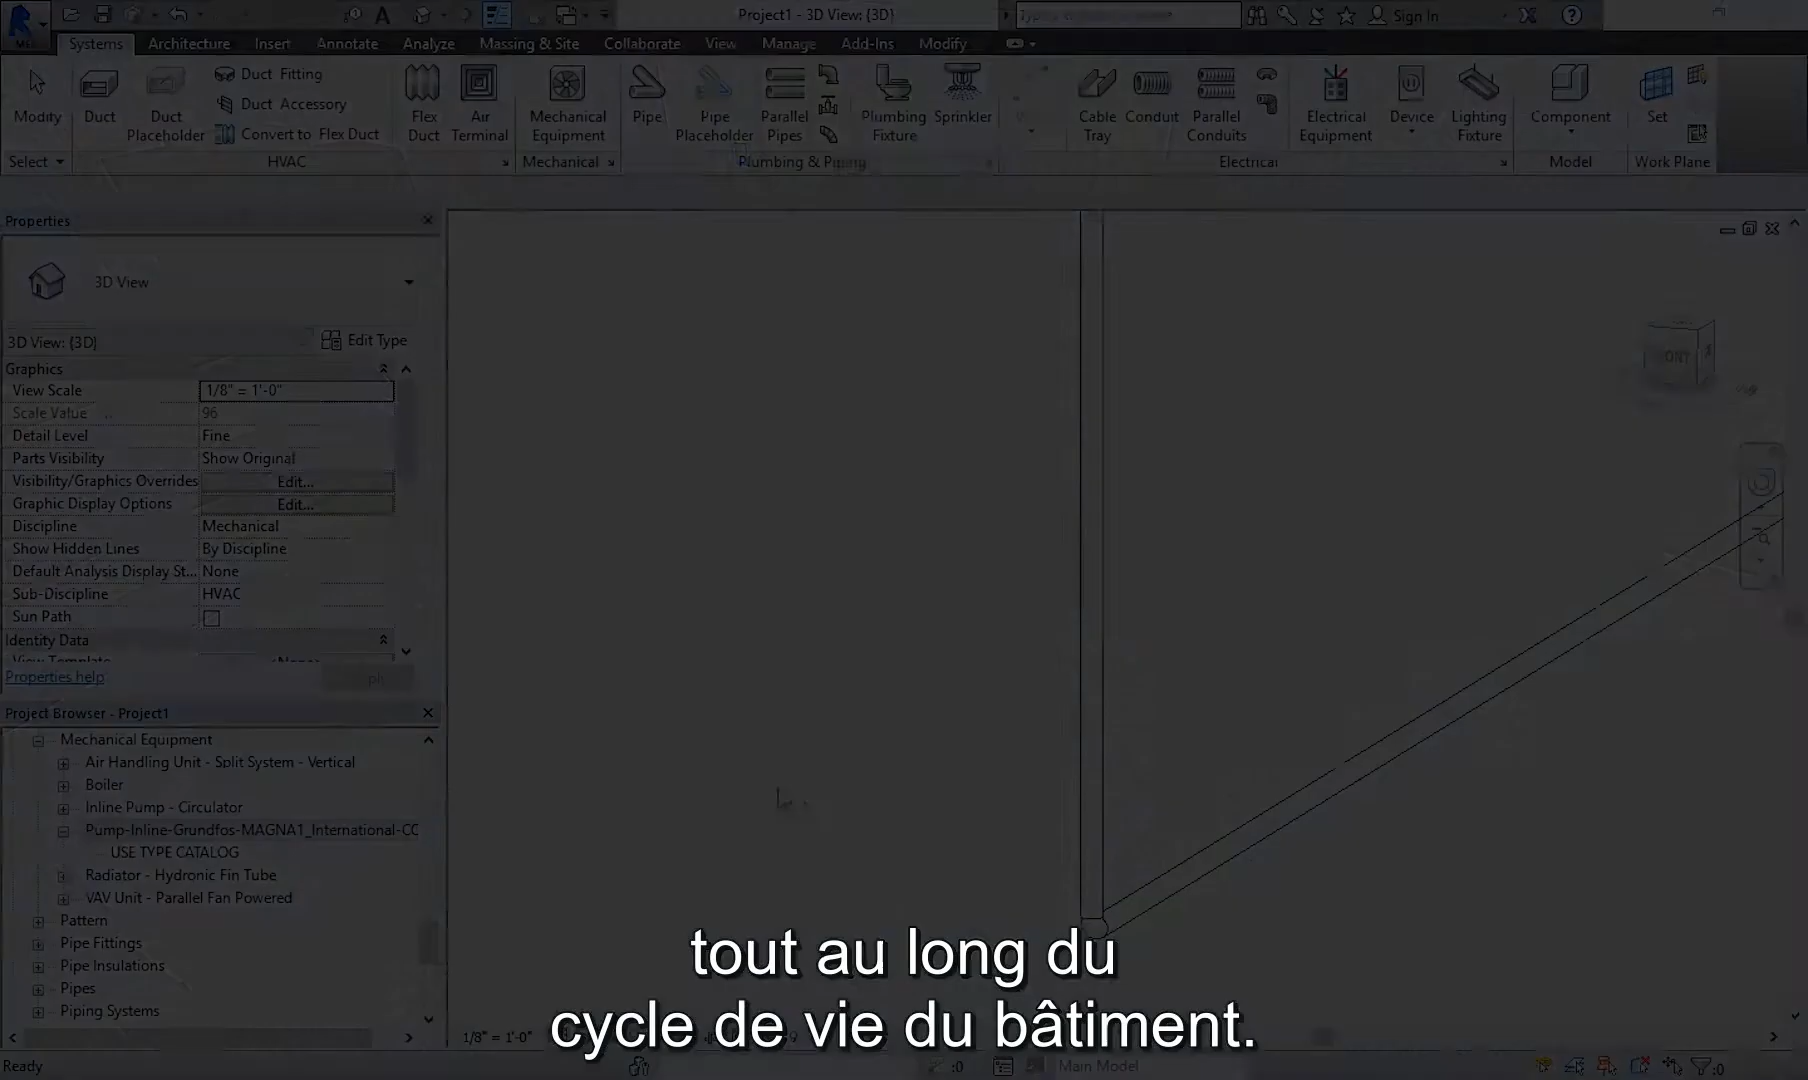 Project1 - 3D View: {3D}
Sign In
Systems Architecture Insert Annotate Analyze Massing & Site Collaborate View Manage Add-Ins Modify
Modify
Duct
Duct Placeholder
Duct Fitting
Duct Accessory
Convert to Flex Duct
Flex Duct
Air Terminal
Mechanical Equipment
Pipe
Pipe Placeholder
Parallel Pipes
Plumbing Fixture
Sprinkler
Cable Tray
Conduit
Parallel Conduits
Electrical Equipment
Device
Lighting Fixture
Component
Set
Select HVAC Mechanical Plumbing & Piping Electrical Model Work Plane
Properties
3D View
3D View: {3D} Edit Type
Graphics
View Scale 1/8" = 1'-0"
Scale Value 96
Detail Level Fine
Parts Visibility Show Original
Visibility/Graphics Overrides Edit...
Graphic Display Options Edit...
Discipline Mechanical
Show Hidden Lines By Discipline
Default Analysis Display St... None
Sub-Discipline HVAC
Sun Path
Identity Data
View Template <None>
Properties help
Project Browser - Project1
Mechanical Equipment
Air Handling Unit - Split System - Vertical
Boiler
Inline Pump - Circulator
Pump-Inline-Grundfos-MAGNA1_International-CC
USE TYPE CATALOG
Radiator - Hydronic Fin Tube
VAV Unit - Parallel Fan Powered
Pattern
Pipe Fittings
Pipe Insulations
Pipes
Piping Systems
tout au long du
cycle de vie du bâtiment.
1/8" = 1'-0"
Ready
:0
Main Model
:0